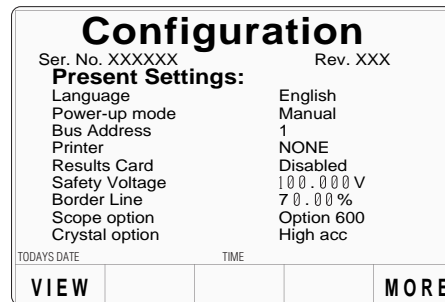 Configuration
Ser. No. XXXXXX Rev. XXX
Present Settings:
Language English
Power-up mode Manual
Bus Address 1
Printer NONE
Results Card Disabled
Safety Voltage 100.000 V
Border Line 70.00 %
Scope option Option 600
Crystal option High acc
TODAYS DATE TIME
VIEW MORE